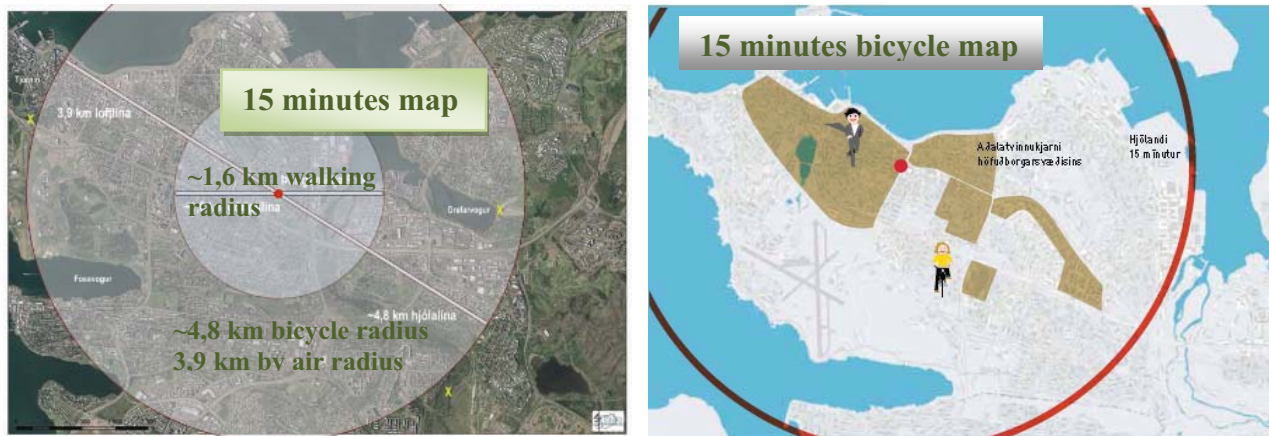 15 minutes map
Tjörnin
3,9 km loftlína
~1,6 km walking
radius
Grafarvogur
Fossvogur
~4,8 km hjólalína
~4,8 km bicycle radius
3,9 km by air radius
15 minutes bicycle map
Aðalatvinnukjarni
höfuðborgarsvæðisins
Hjólandi
15 mínútur